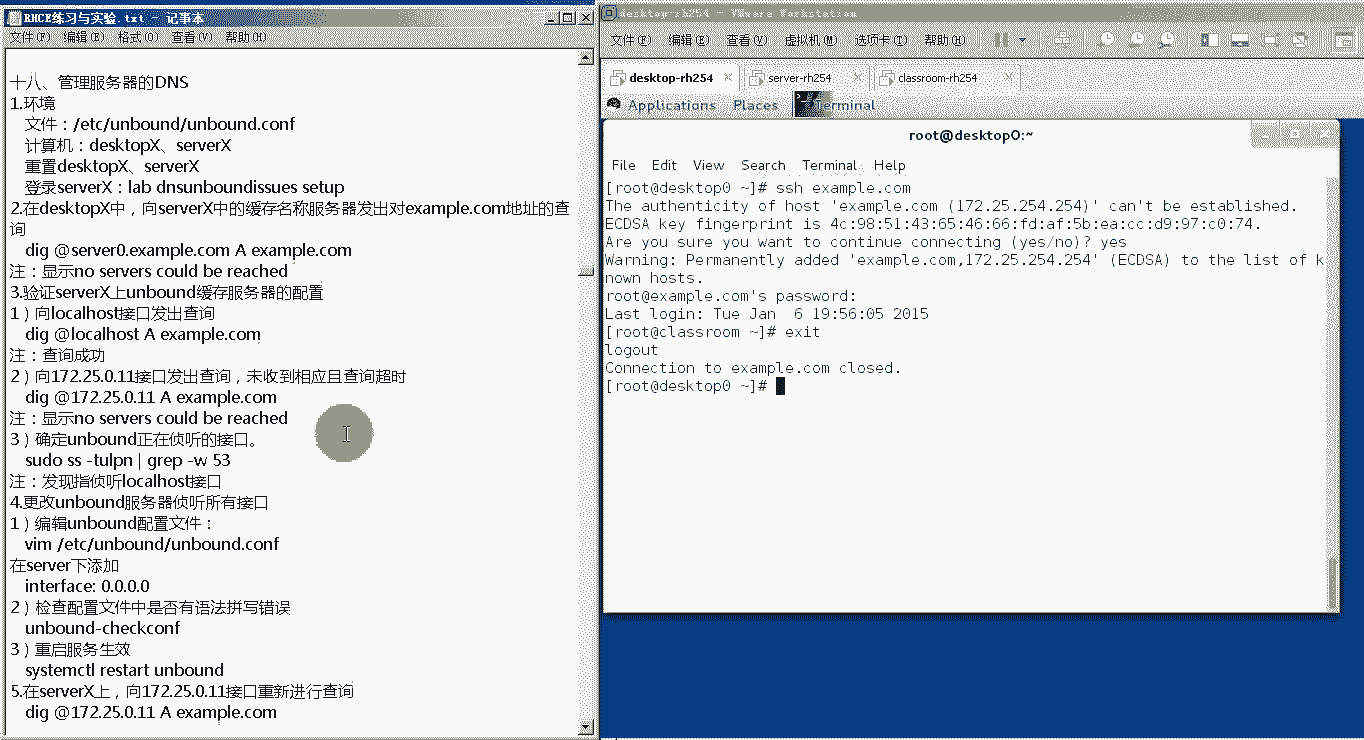 RHCE练习与实验.txt - 记事本
文件(F) 编辑(E) 格式(O) 查看(V) 帮助(H)
十八、管理服务器的DNS
1.环境
文件：/etc/unbound/unbound.conf
计算机：desktopX、serverX
重置desktopX、serverX
登录serverX：lab dnsunboundissues setup
2.在desktopX中，向serverX中的缓存名称服务器发出对example.com地址的查
询
dig @server0.example.com A example.com
注：显示no servers could be reached
3.验证serverX上unbound缓存服务器的配置
1）向localhost接口发出查询
dig @localhost A example.com
注：查询成功
2）向172.25.0.11接口发出查询，未收到相应且查询超时
dig @172.25.0.11 A example.com
注：显示no servers could be reached
3）确定unbound正在侦听的接口。
sudo ss -tulpn | grep -w 53
注：发现指侦听localhost接口
4.更改unbound服务器侦听所有接口
1）编辑unbound配置文件：
vim /etc/unbound/unbound.conf
在server下添加
interface: 0.0.0.0
2）检查配置文件中是否有语法拼写错误
unbound-checkconf
3）重启服务生效
systemctl restart unbound
5.在serverX上，向172.25.0.11接口重新进行查询
dig @172.25.0.11 A example.com
desktop-rh254 - VMware Workstation
文件(F) 编辑(E) 查看(V) 虚拟机(M) 选项卡(T) 帮助(H)
desktop-rh254 server-rh254 classroom-rh254
Applications Places Terminal
root@desktop0:~
File Edit View Search Terminal Help
[root@desktop0 ~]# ssh example.com
The authenticity of host 'example.com (172.25.254.254)' can't be established.
ECDSA key fingerprint is 4c:98:51:43:65:46:66:fd:af:5b:ea:cc:d9:97:c0:74.
Are you sure you want to continue connecting (yes/no)? yes
Warning: Permanently added 'example.com,172.25.254.254' (ECDSA) to the list of k
nown hosts.
root@example.com's password:
Last login: Tue Jan  6 19:56:05 2015
[root@classroom ~]# exit
logout
Connection to example.com closed.
[root@desktop0 ~]#